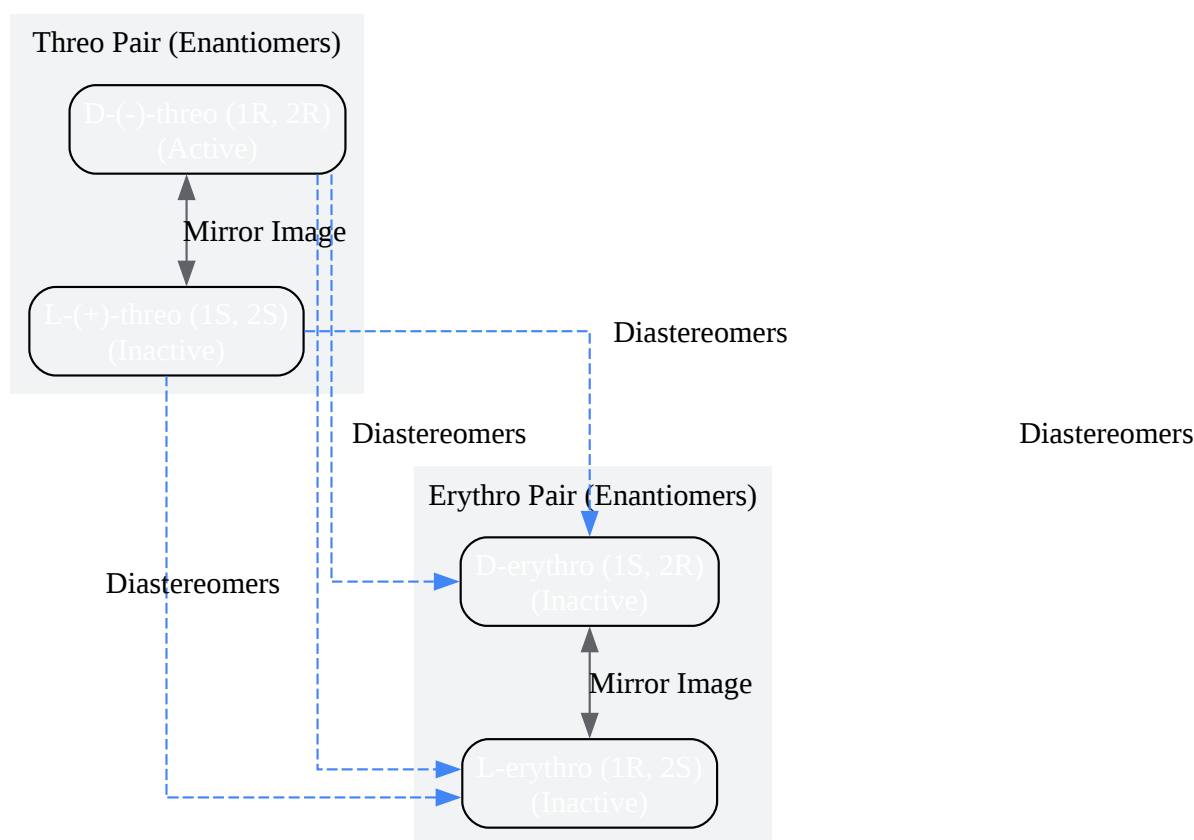 Threo Pair (Enantiomers)
D-(-)-threo (1R, 2R)
(Active)
Mirror Image
L-(+)-threo (1S, 2S)
(Inactive)
Diastereomers
Diastereomers
Diastereomers
Erythro Pair (Enantiomers)
D-erythro (1S, 2R)
(Inactive)
Diastereomers
Mirror Image
L-erythro (1R, 2S)
(Inactive)